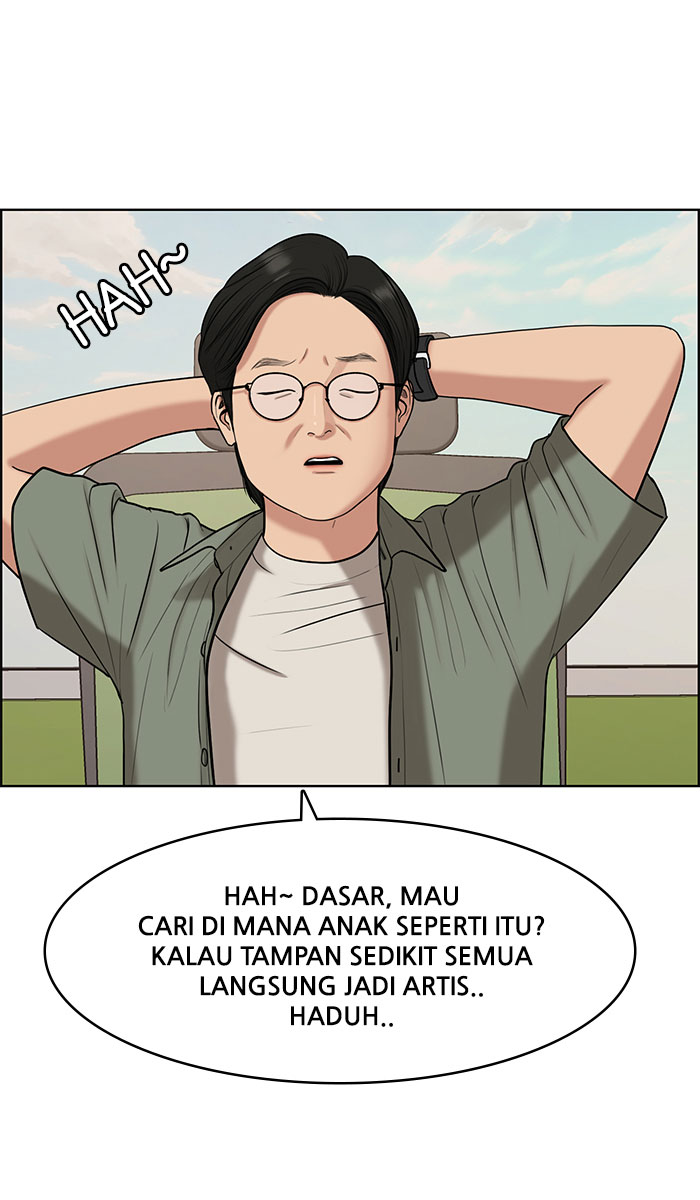 HAH~
HAH~ DASAR, MAU
CARI DI MANA ANAK SEPERTI ITU?
KALAU TAMPAN SEDIKIT SEMUA
LANGSUNG JADI ARTIS..
HADUH..